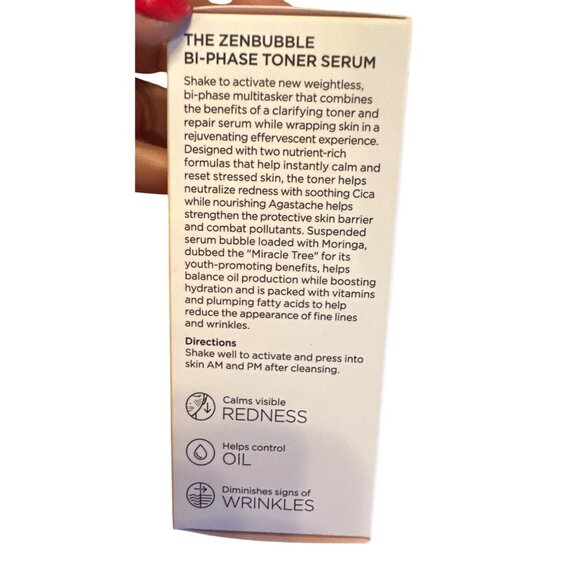 THE ZENBUBBLE
BI-PHASE TONER SERUM
Shake to activate new weightless,
bi-phase multitasker that combines
the benefits of a clarifying toner and
repair serum while wrapping skin in a
rejuvenating effervescent experience.
Designed with two nutrient-rich
formulas that help instantly calm and
reset stressed skin, the toner helps
neutralize redness with soothing Cica
while nourishing Agastache helps
strengthen the protective skin barrier
and combat pollutants. Suspended
serum bubble loaded with Moringa,
dubbed the "Miracle Tree" for its
youth-promoting benefits, helps
balance oil production while boosting
hydration and is packed with vitamins
and plumping fatty acids to help
reduce the appearance of fine lines
and wrinkles.
Directions
Shake well to activate and press into
skin AM and PM after cleansing.
Calms visible
REDNESS
Helps control
OIL
Diminishes signs of
WRINKLES